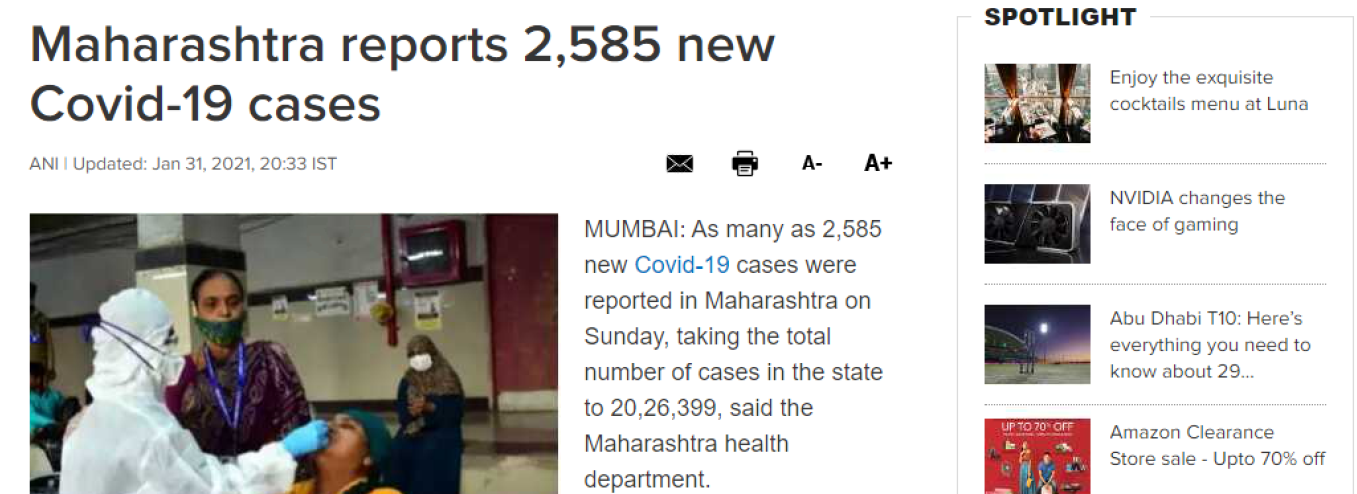 Maharashtra reports 2,585 new
Covid-19 cases
ANI | Updated: Jan 31, 2021, 20:33 IST
A- A+
MUMBAI: As many as 2,585
new Covid-19 cases were
reported in Maharashtra on
Sunday, taking the total
number of cases in the state
to 20,26,399, said the
Maharashtra health
department.
SPOTLIGHT
Enjoy the exquisite
cocktails menu at Luna
NVIDIA changes the
face of gaming
Abu Dhabi T10: Here's
everything you need to
know about 29...
UP TO 70% OFF
Amazon Clearance
Store sale - Upto 70% off